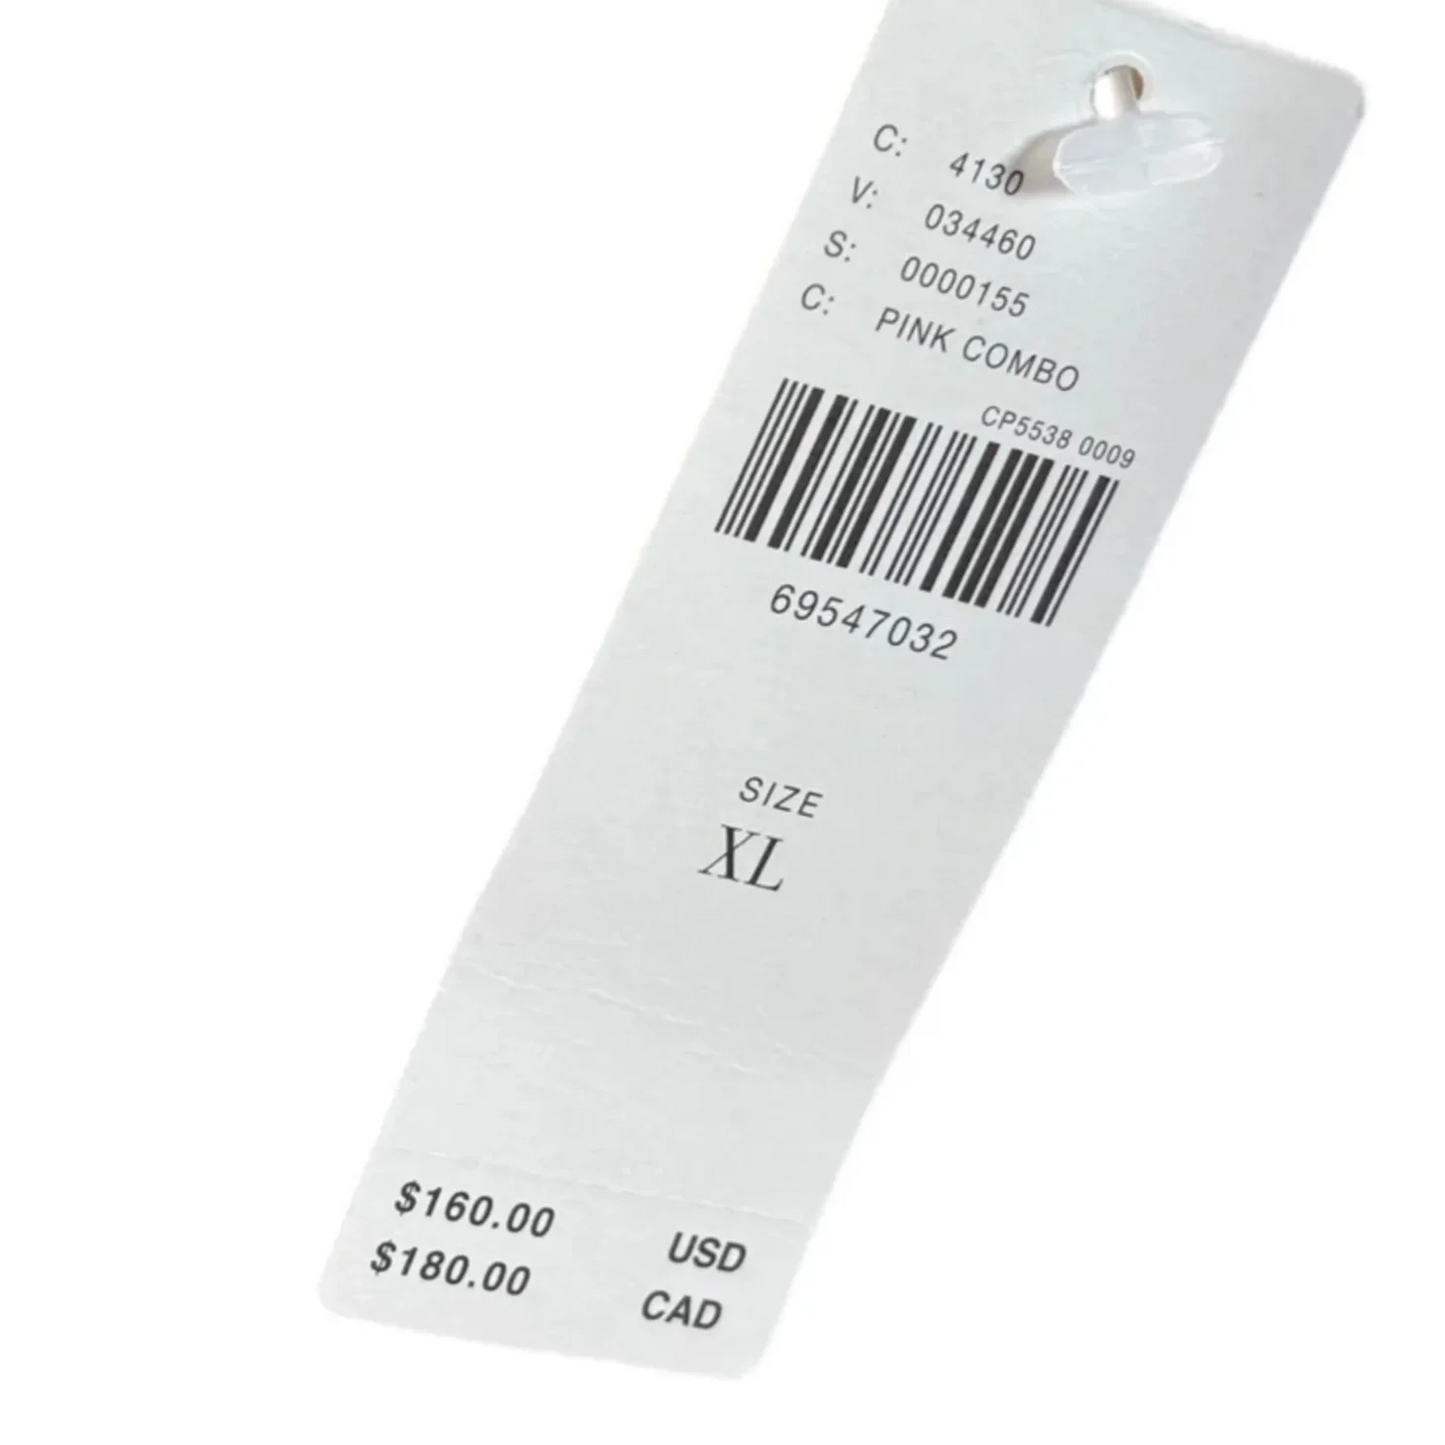 C: 4130
V: 034460
S: 0000155
C: PINK COMBO
CP5538 0009
69547032
SIZE
XL
$160.00 USD
$180.00 CAD